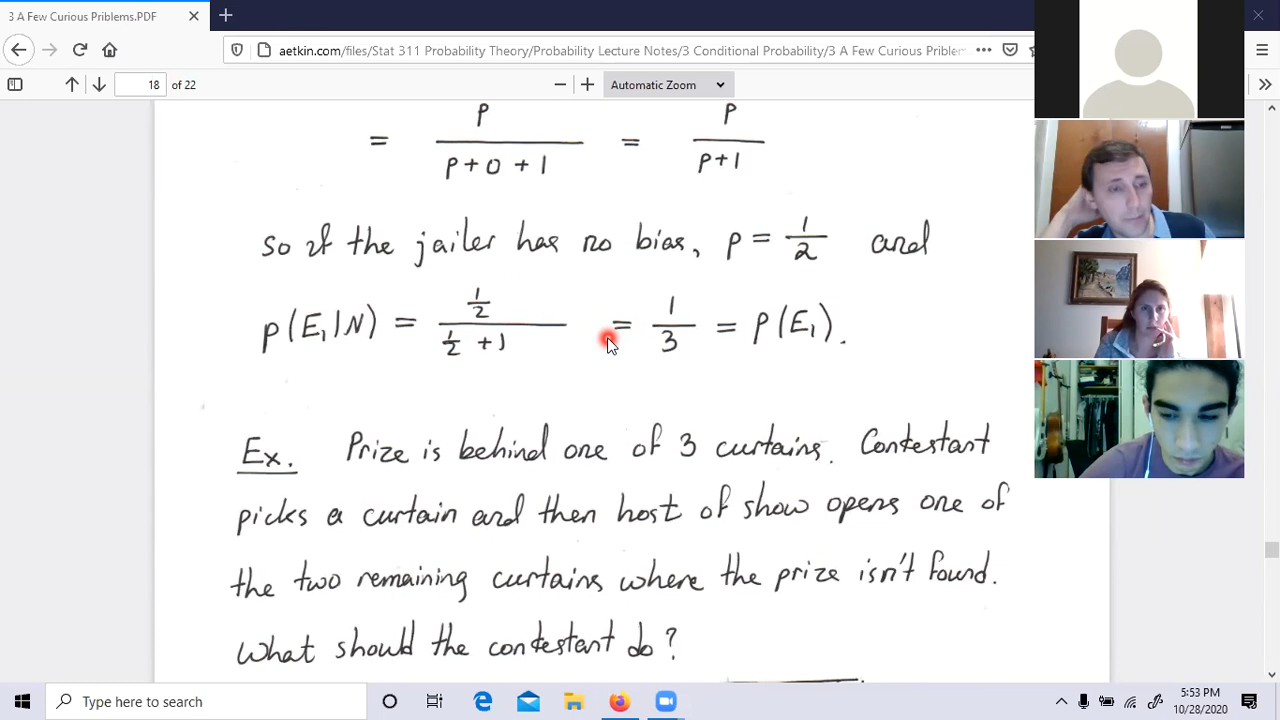 3 A Few Curious Priblems.PDF
aetkin.com/files/Stat 311 Probability Theory/Probability Lecture Notes/3 Conditional Probability/3 A Few Curious Priblem
18 of 22
Automatic Zoom
= p / (p+0+1) = p / (p+1)
so if the jailer has no bias, p = 1/2 and
p(E₁|N) = (1/2) / (1/2 + 1) = 1/3 = p(E₁).
Ex. Prize is behind one of 3 curtains. Contestant
picks a curtain and then host of show opens one of
the two remaining curtains where the prize isn't found.
What should the contestant do?
Type here to search
5:53 PM
10/28/2020